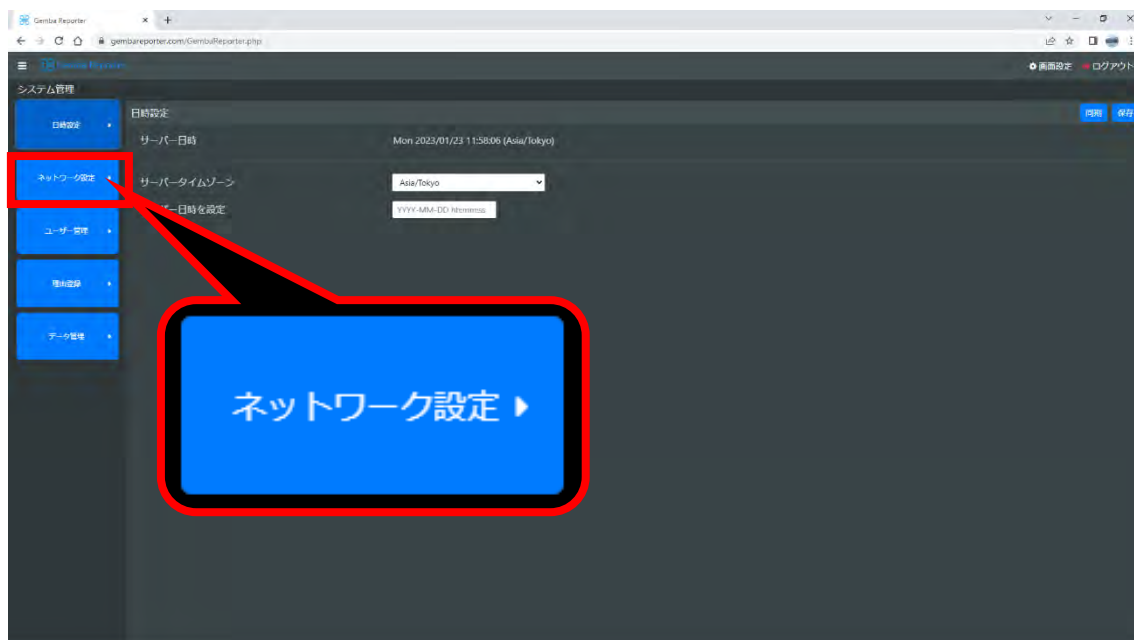 Gemba Reporter
gembareporter.com/GembaReporter.php
Gemba Reporter
画面設定
ログアウト
システム管理
日時設定
ネットワーク設定
ユーザー管理
理由登録
データ管理
日時設定
同期
保存
サーバー日時
Mon 2023/01/23 11:58:06 (Asia/Tokyo)
サーバータイムゾーン
Asia/Tokyo
ー日時を設定
YYYY-MM-DD hh:mm:ss
ネットワーク設定